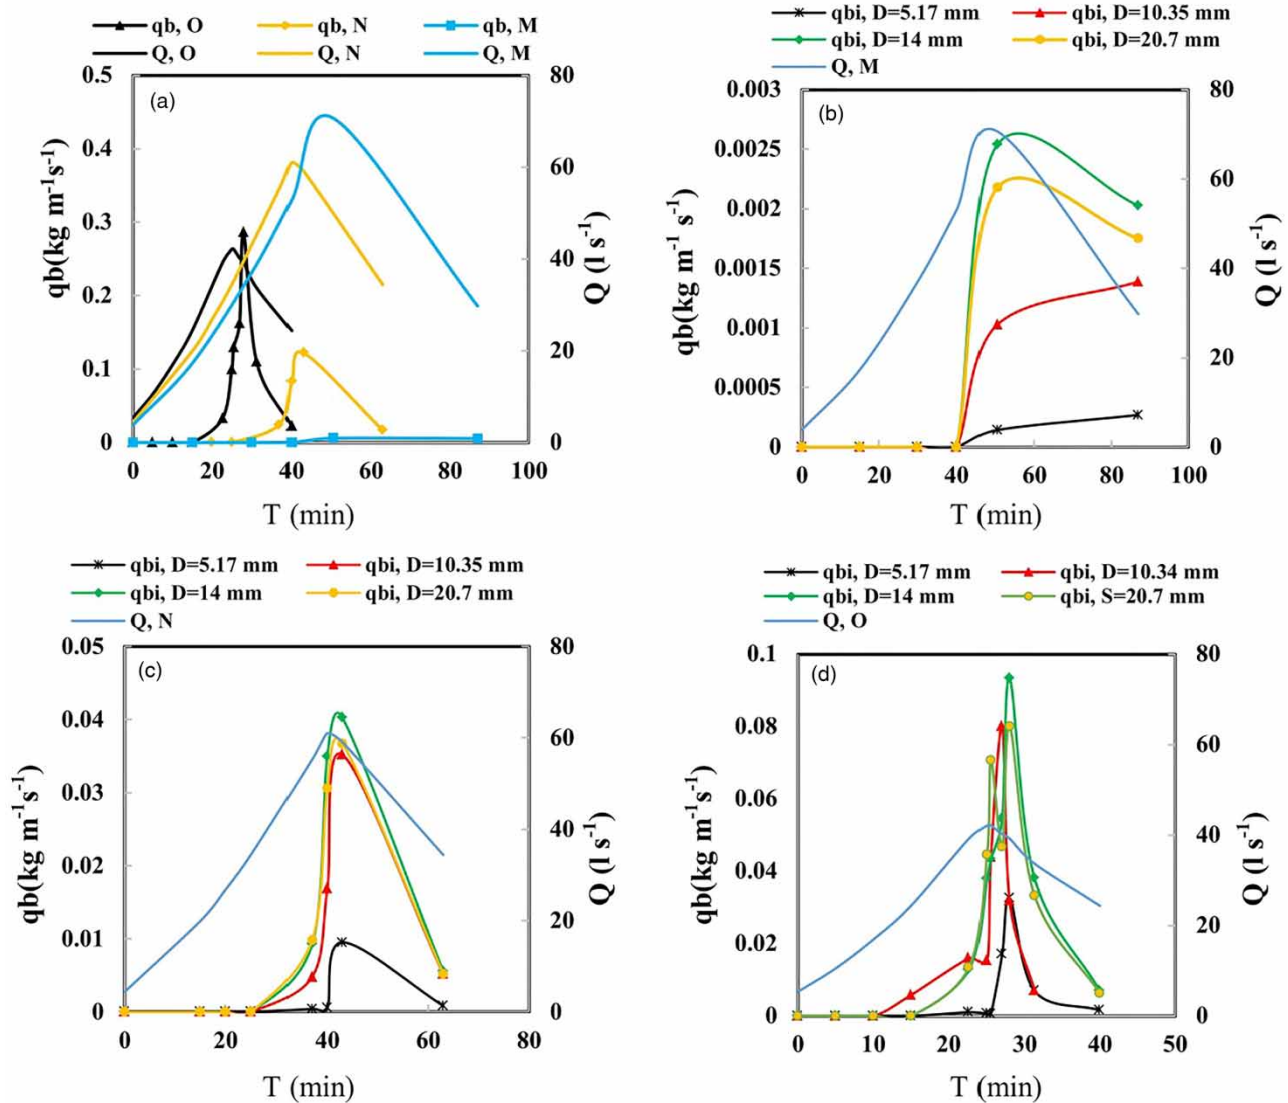 qb, O qb, N qb, M
Q, O Q, N Q, M
(a)
qb(kg m⁻¹s⁻¹)
0.5
0.4
0.3
0.2
0.1
0
80
60
40
20
0
Q (l s⁻¹)
0 20 40 60 80 100
T (min)
qbi, D=5.17 mm qbi, D=10.35 mm
qbi, D=14 mm qbi, D=20.7 mm
Q, M
(b)
qb(kg m⁻¹ s⁻¹)
0.003
0.0025
0.002
0.0015
0.001
0.0005
0
80
60
40
20
0
Q (l s⁻¹)
0 20 40 60 80 100
T (min)
qbi, D=5.17 mm qbi, D=10.35 mm
qbi, D=14 mm qbi, D=20.7 mm
Q, N
(c)
qb(kg m⁻¹s⁻¹)
0.05
0.04
0.03
0.02
0.01
0
80
60
40
20
0
Q (l s⁻¹)
0 20 40 60 80
T (min)
qbi, D=5.17 mm qbi, D=10.34 mm
qbi, D=14 mm qbi, S=20.7 mm
Q, O
(d)
qb(kg m⁻¹s⁻¹)
0.1
0.08
0.06
0.04
0.02
0
80
60
40
20
0
Q (l s⁻¹)
0 10 20 30 40 50
T (min)